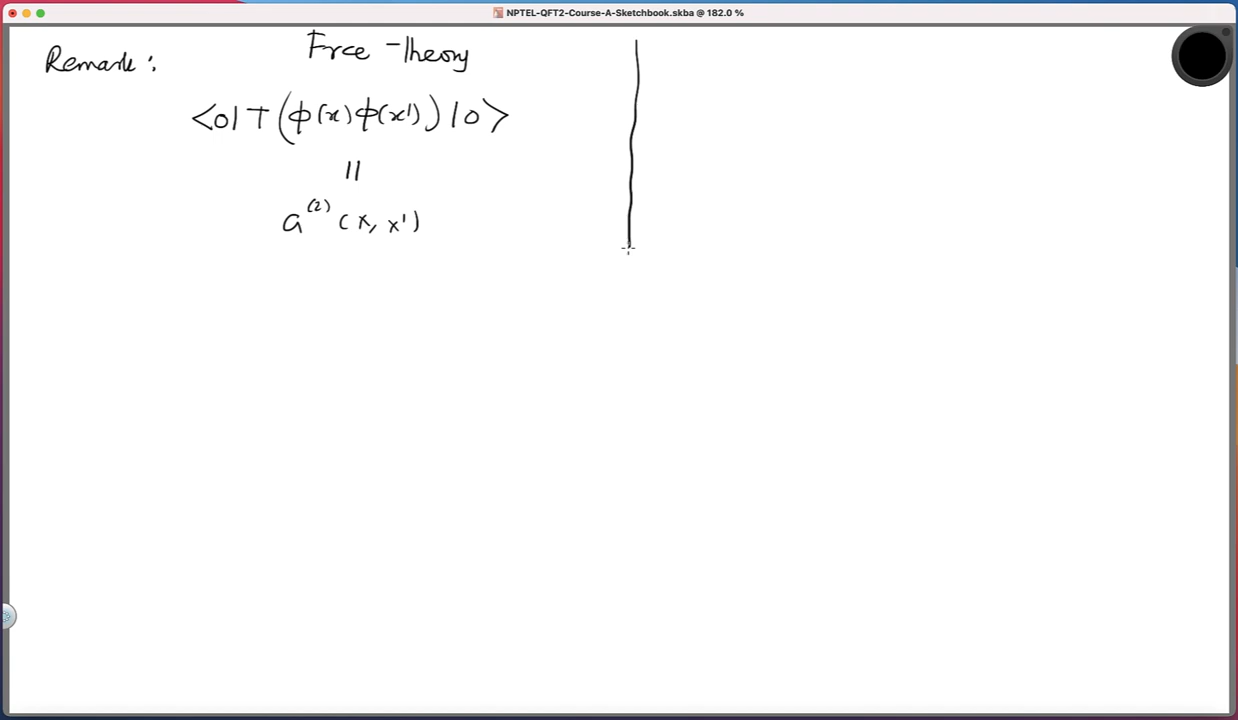 NPTEL-QFT2-Course-A-Sketchbook.skba @ 182.0 %
Free-Theory
Remark:
<0|T(ϕ(x)ϕ(x'))|0>
||
G^(2)(x, x')